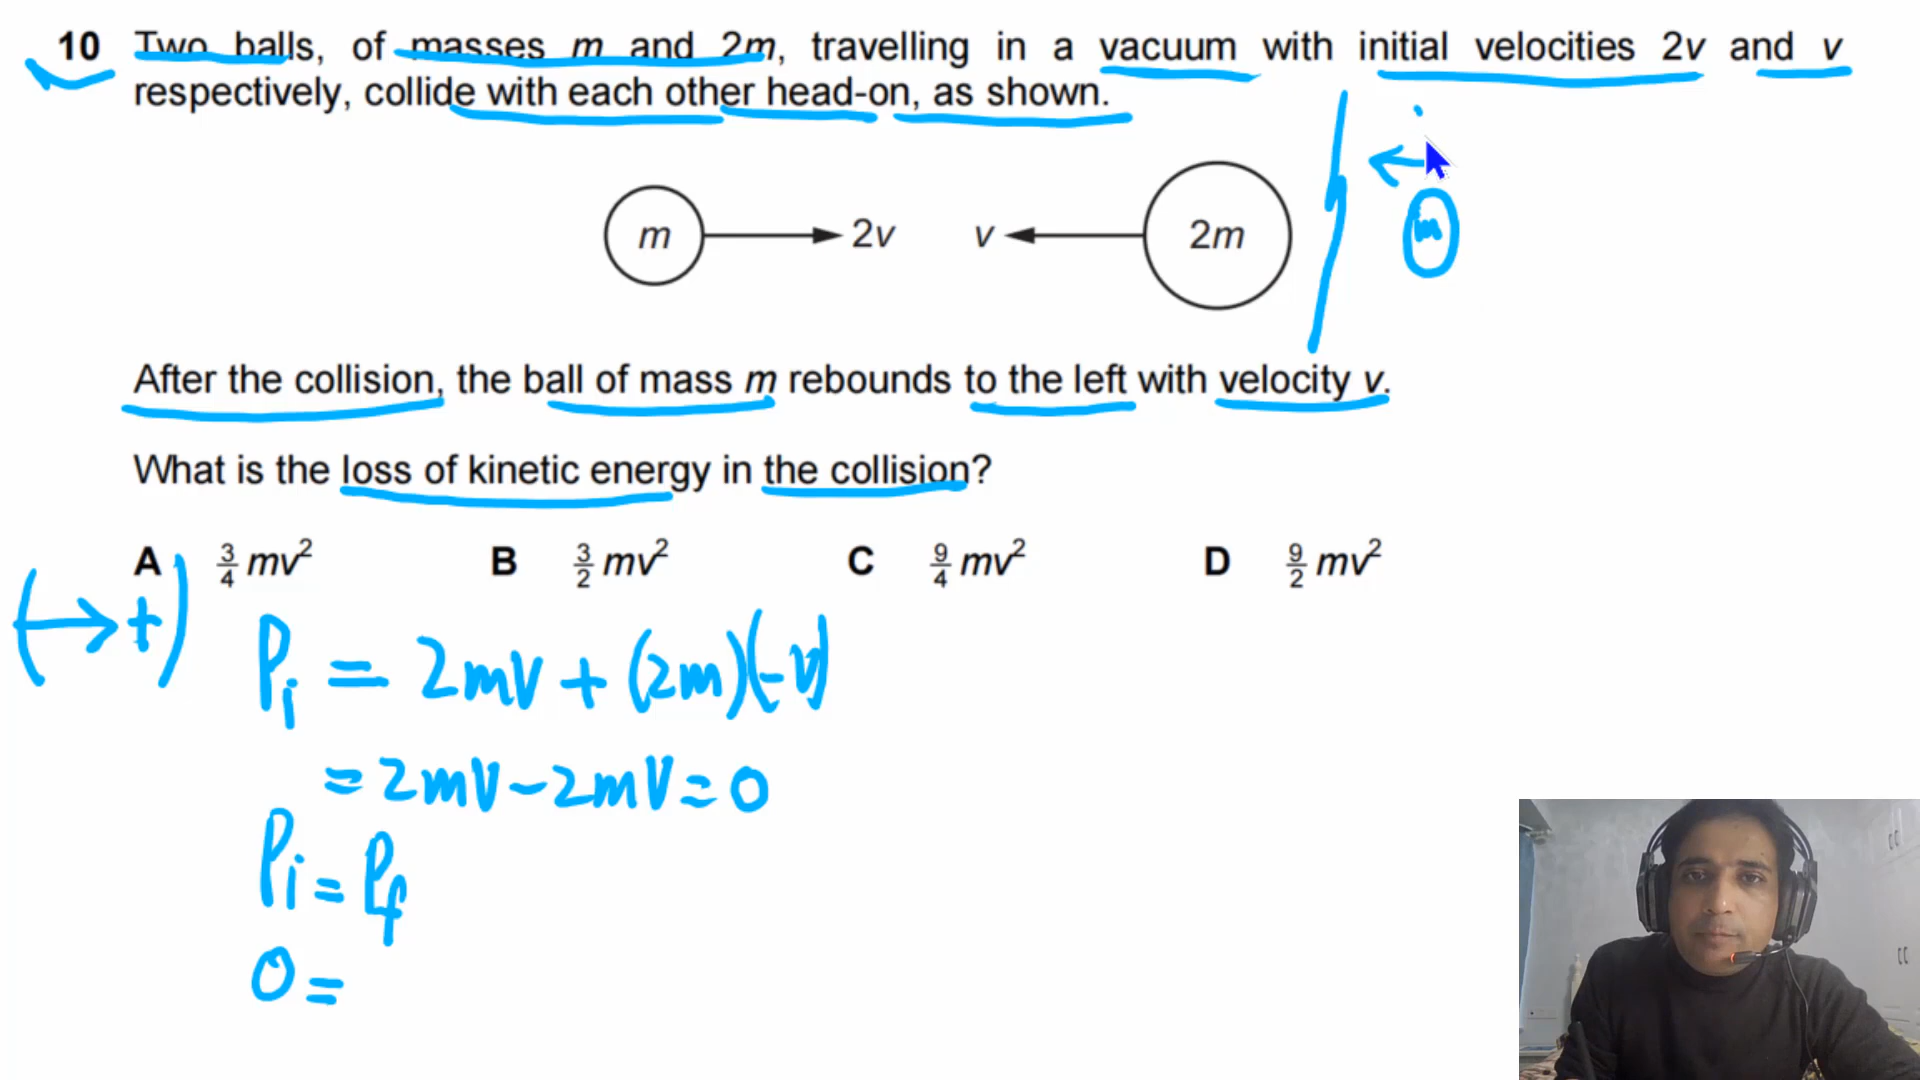 10 Two balls, of masses m and 2m, travelling in a vacuum with initial velocities 2v and v
respectively, collide with each other head-on, as shown.
m 2v v 2m m
After the collision, the ball of mass m rebounds to the left with velocity v.
What is the loss of kinetic energy in the collision?
A 3/4 mv² B 3/2 mv² C 9/4 mv² D 9/2 mv²
(→+)
Pi = 2mv + (2m)(-v)
= 2mv - 2mv = 0
Pi = Pf
0 =